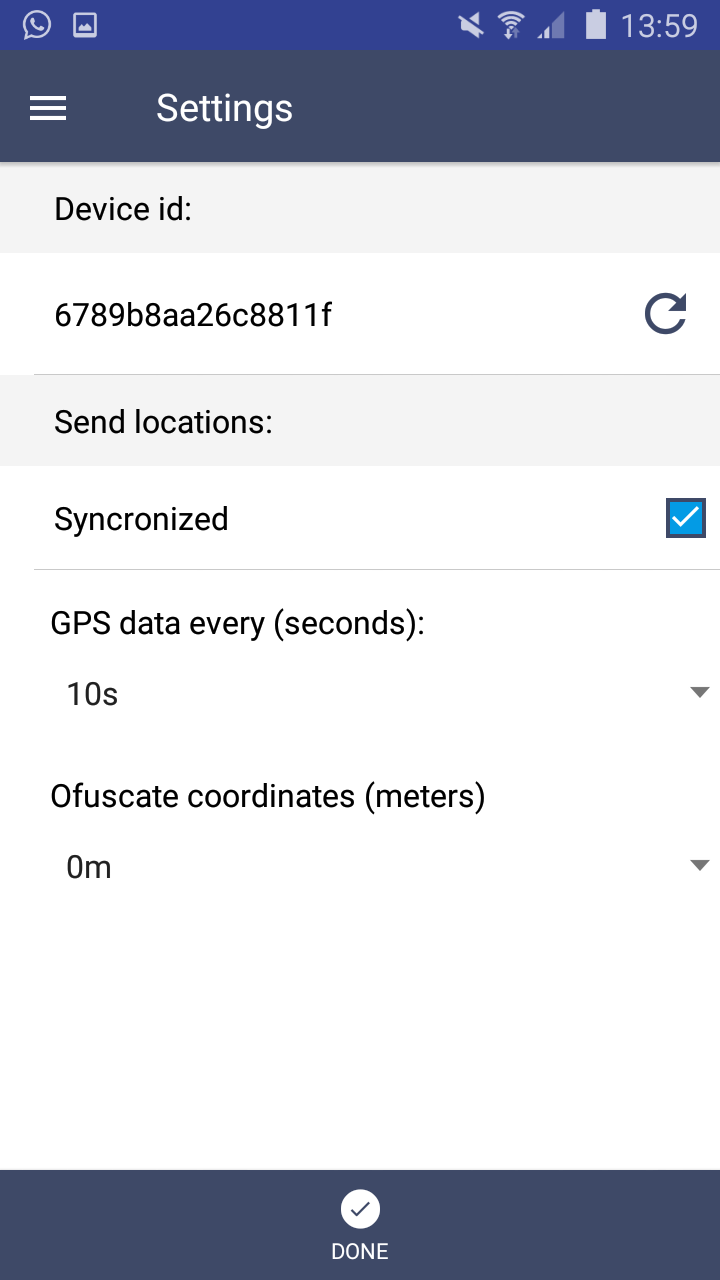 13:59
Settings
Device id:
6789b8aa26c8811f
Send locations:
Syncronized
GPS data every (seconds):
10s
Ofuscate coordinates (meters)
0m
DONE